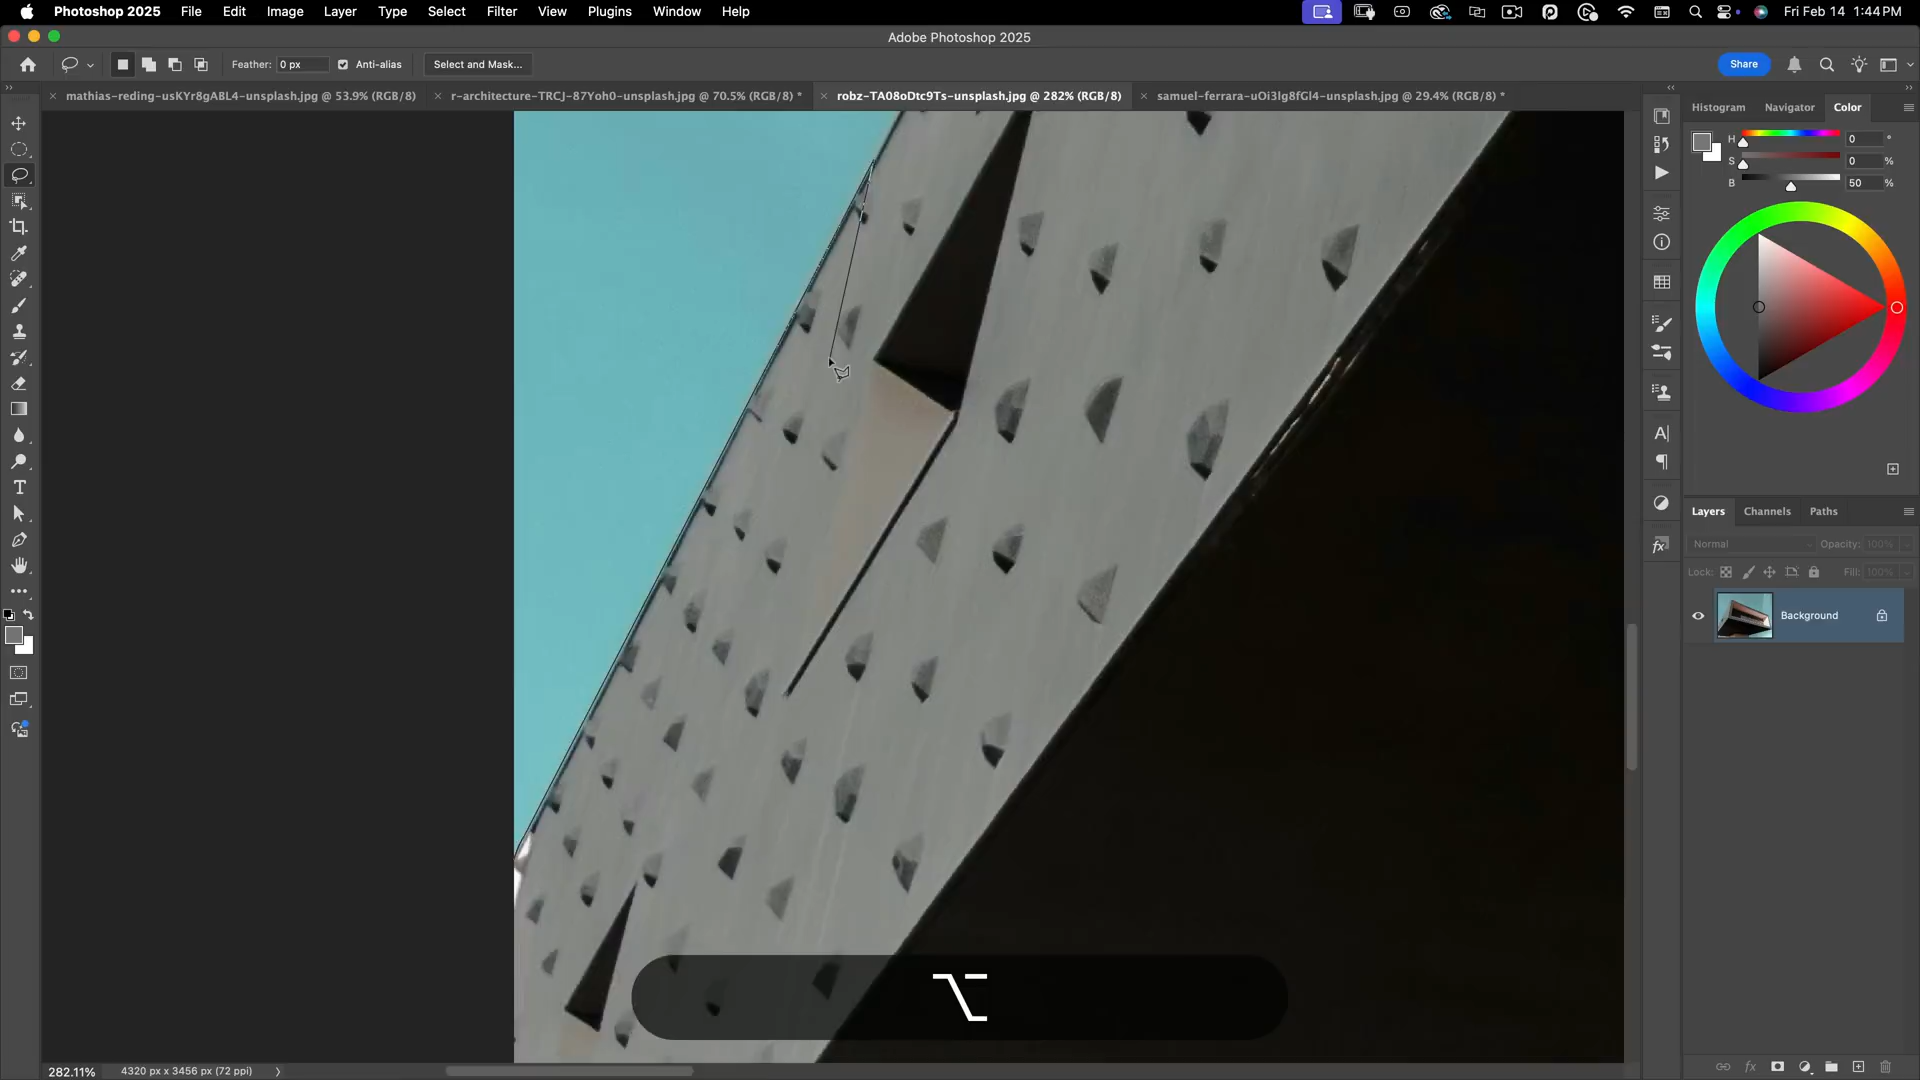 Photoshop 2025 File Edit Image Layer Type Select Filter View Plugins Window Help Fri Feb 14 1:44 PM
Adobe Photoshop 2025
Feather: 0 px Anti-alias Select and Mask... Share
mathias-reding-usKYr8gABL4-unsplash.jpg @ 53.9% (RGB/8) r-architecture-TRCJ-87Yoh0-unsplash.jpg @ 70.5% (RGB/8) * robz-TA08oDtc9Ts-unsplash.jpg @ 282% (RGB/8) samuel-ferrara-uOi3lg8fGl4-unsplash.jpg @ 29.4% (RGB/8) *
Histogram Navigator Color
H 0 °
S 0 %
B 50 %
Layers Channels Paths
Normal Opacity: 100%
Lock: Fill: 100%
Background
⌥
282.11% 4320 px x 3456 px (72 ppi)